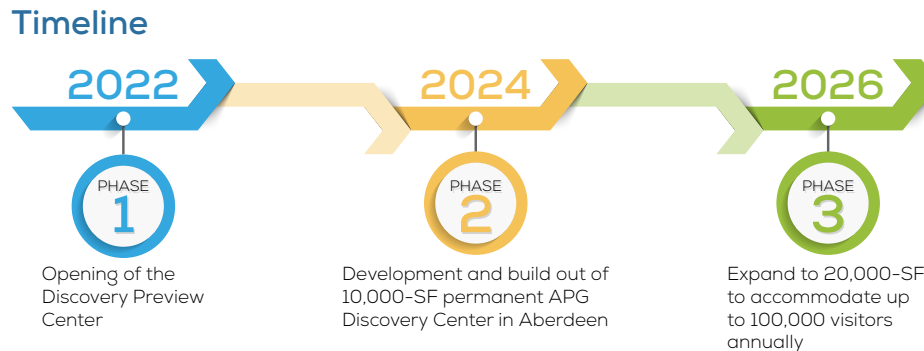 Timeline
2022
2024
2026
PHASE
1
PHASE
2
PHASE
3
Opening of the
Discovery Preview
Center
Development and build out of
10,000-SF permanent APG
Discovery Center in Aberdeen
Expand to 20,000-SF
to accommodate up
to 100,000 visitors
annually